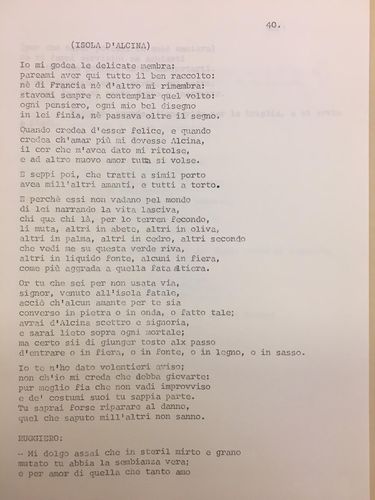 40.
(ISOLA D'ALCINA)
Io mi godea le delicate membra:
pareami aver qui tutto il ben raccolto:
nè di Francia nè d'altro mi rimembra:
stavomi sempre a contemplar quel volto:
ogni pensiero, ogni mio bel disegno
in lei finia, nè passava oltre il segno.
Quando credea d'esser felice, e quando
credea ch'amar più mi dovesse Alcina,
il cor che m'avea dato mi ritolse,
e ad altro nuovo amor tutta si volse.
E seppi poi, che tratti a simil porto
avea mill'altri amanti, e tutti a torto.
E perchè essi non vadano pel mondo
di lei narrando la vita lasciva,
chi qua chi là, per lo terren fecondo,
li muta, altri in abete, altri in oliva,
altri in palma, altri in cedro, altri secondo
che vedi me su questa verde riva,
altri in liquido fonte, alcuni in fiera,
come più aggrada a quella fata altiera.
Or tu che sei per non usata via,
signor, venuto all'isola fatale,
acciò ch'alcun amante per te sia
converso in pietra o in onda, o fatto tale;
avrai d'Alcina scettro e signoria,
e sarai lieto sopra ogni mortale;
ma certo sii di giunger tosto alx passo
d'entrare o in fiera, o in fonte, o in legno, o in sasso.
Io te n'ho dato volentieri aviso;
non ch'io mi creda che debba giovarte:
pur meglio fia che non vadi improvviso
e de' costumi suoi tu sappia parte.
Tu saprai forse riparare al danno,
quel che saputo mill'altri non sanno.
RUGGIERO:
- Mi dolgo assai che in steril mirto e grano
mutato tu abbia la sembianza vera;
e per amor di quella che tanto amo